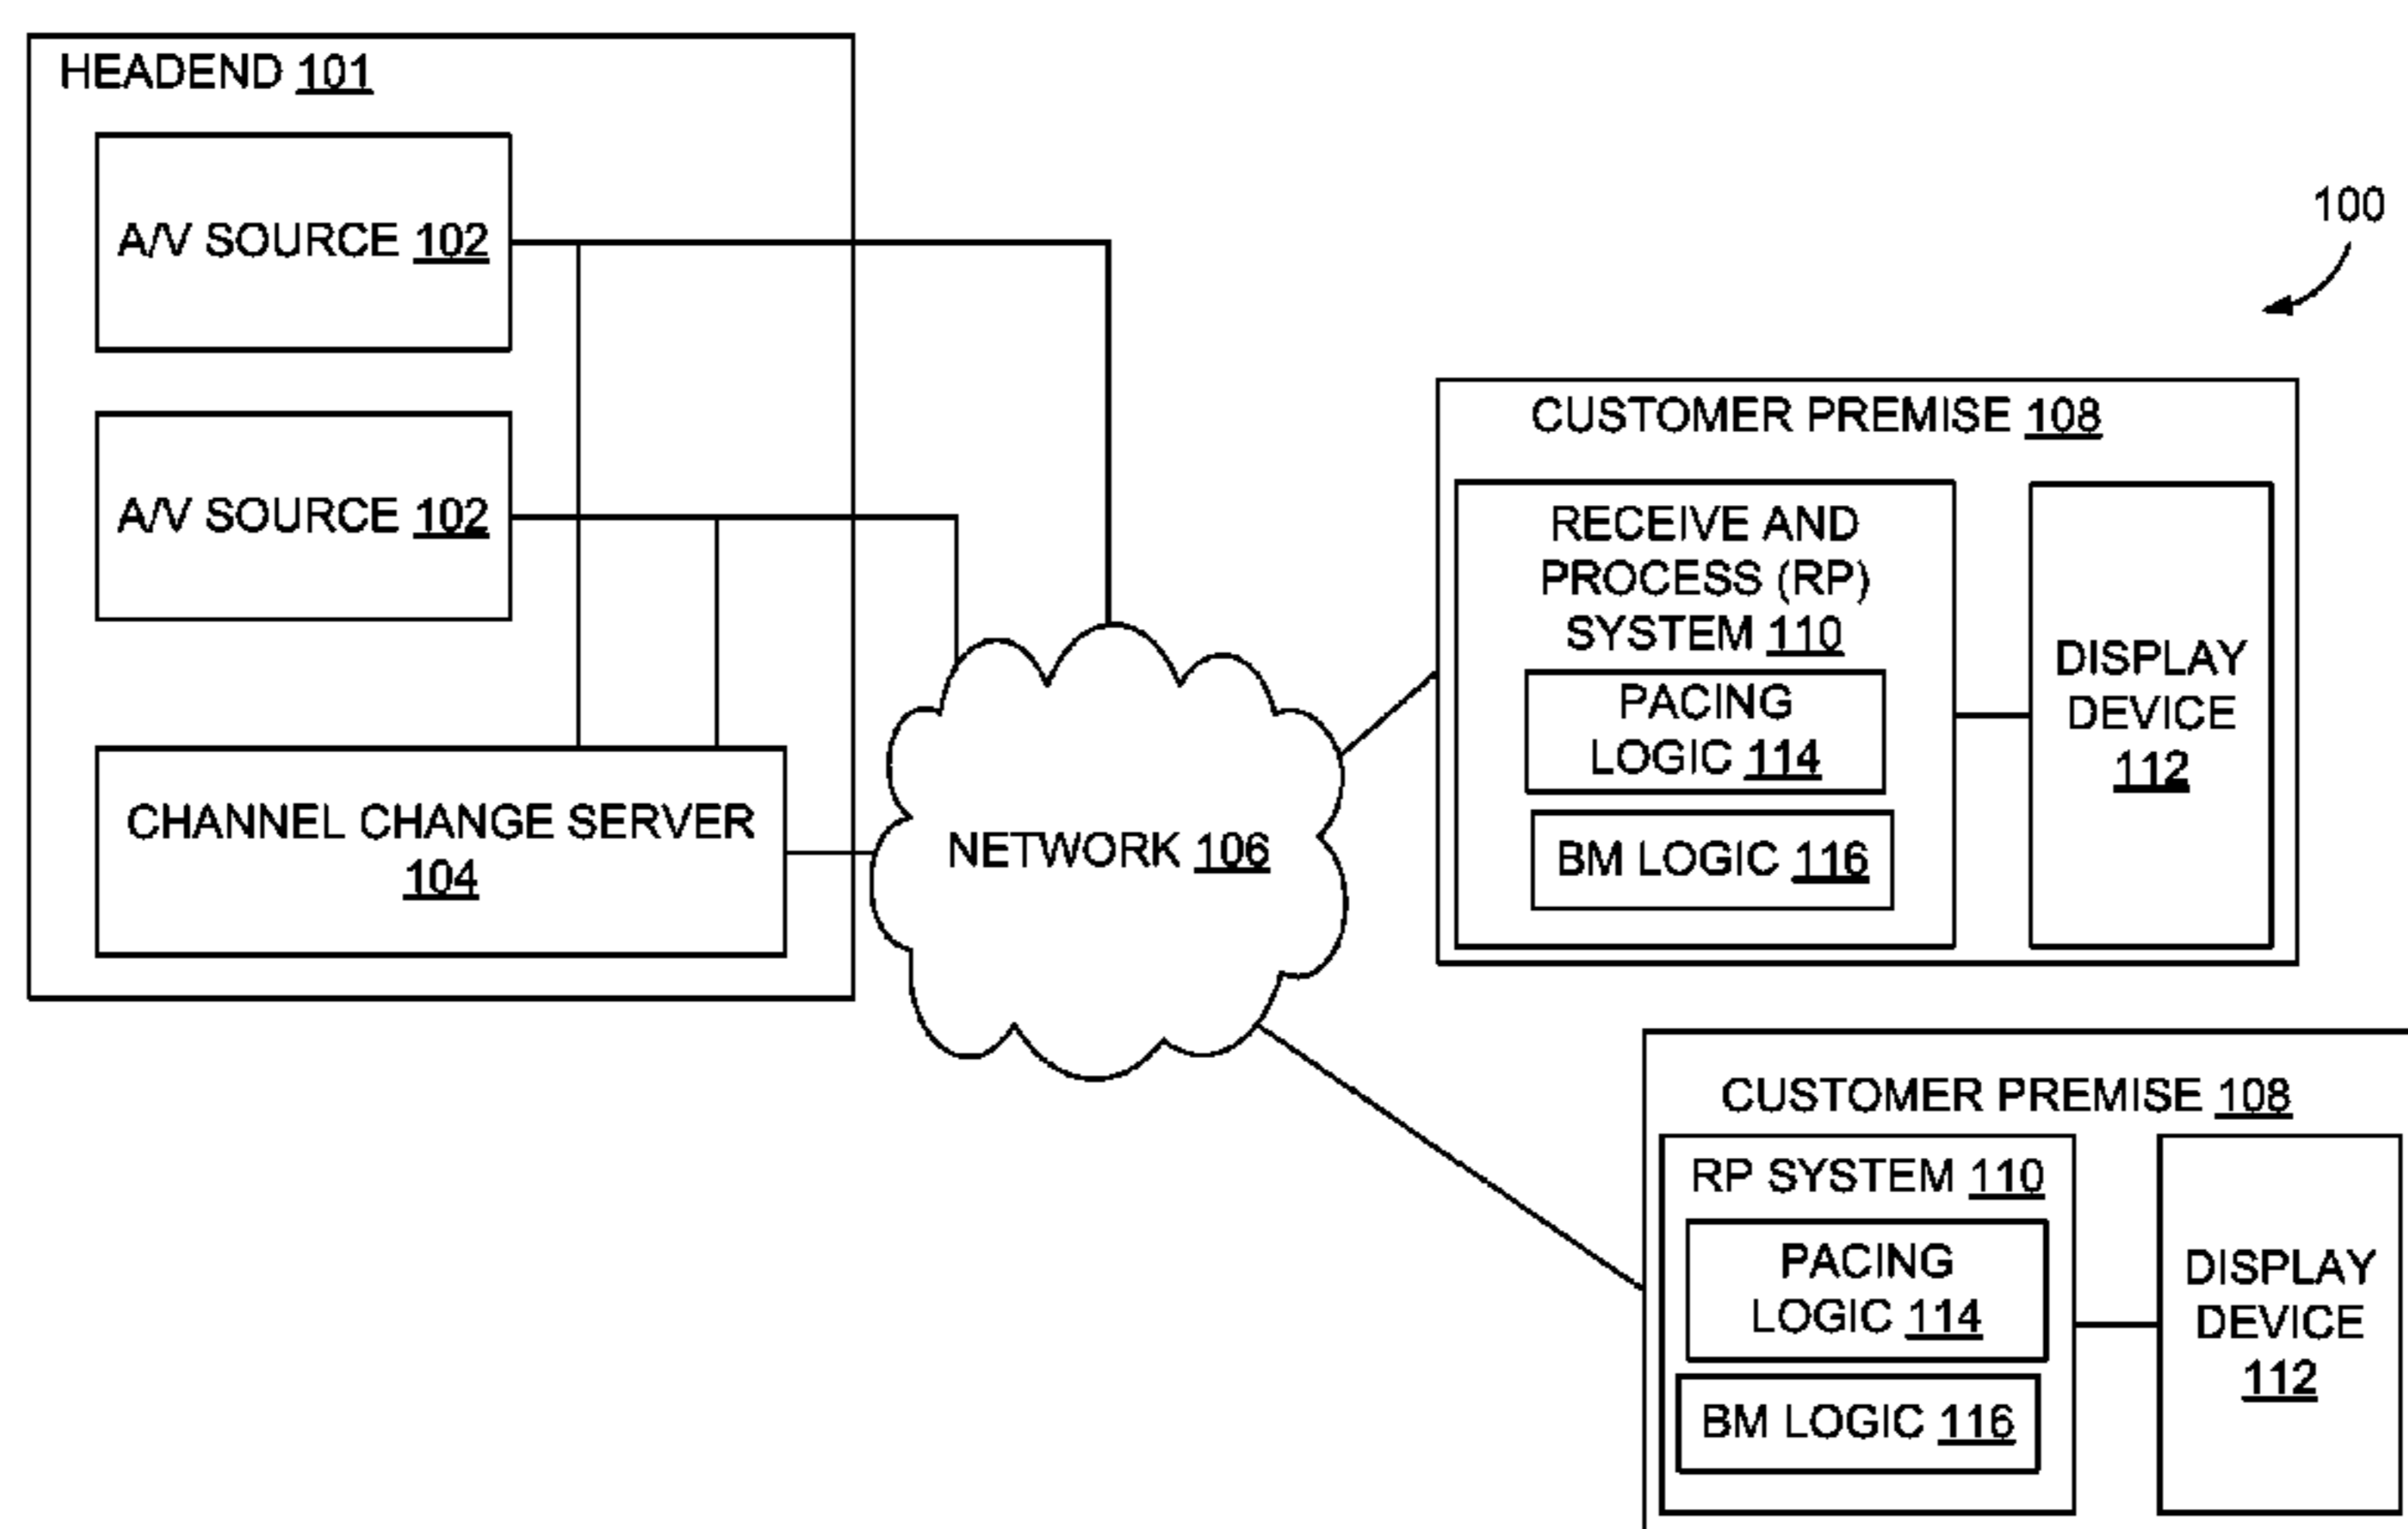 HEADEND 101
A/V SOURCE 102
A/V SOURCE 102
CHANNEL CHANGE SERVER
104
NETWORK 106
100
CUSTOMER PREMISE 108
RECEIVE AND
PROCESS (RP)
SYSTEM 110
PACING
LOGIC 114
BM LOGIC 116
DISPLAY
DEVICE
112
CUSTOMER PREMISE 108
RP SYSTEM 110
PACING
LOGIC 114
BM LOGIC 116
DISPLAY
DEVICE
112